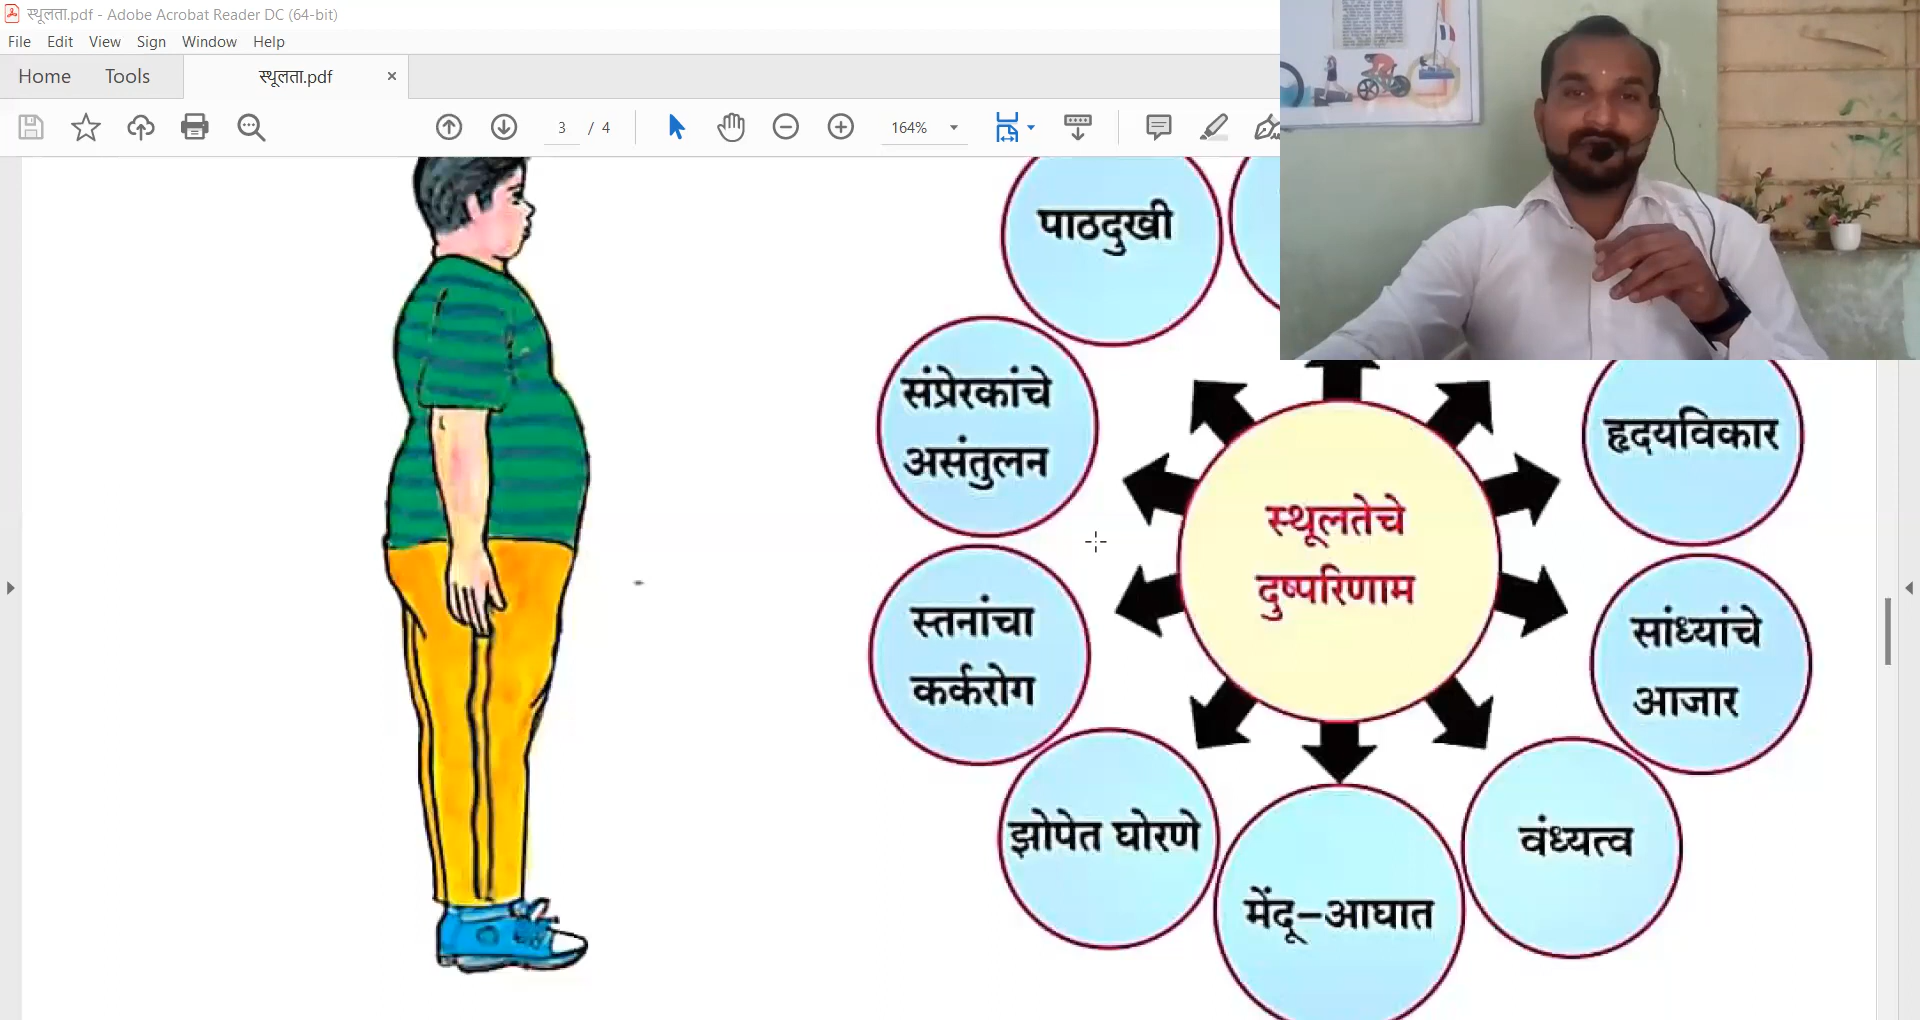 स्थूलता.pdf - Adobe Acrobat Reader DC (64-bit)
File Edit View Sign Window Help
Home Tools स्थूलता.pdf ×
3 / 4 164%
पाठदुखी
संप्रेरकांचे
असंतुलन
हृदयविकार
स्थूलतेचे
दुष्परिणाम
स्तनांचा
कर्करोग
सांध्यांचे
आजार
झोपेत घोरणे
वंध्यत्व
मेंदू–आघात